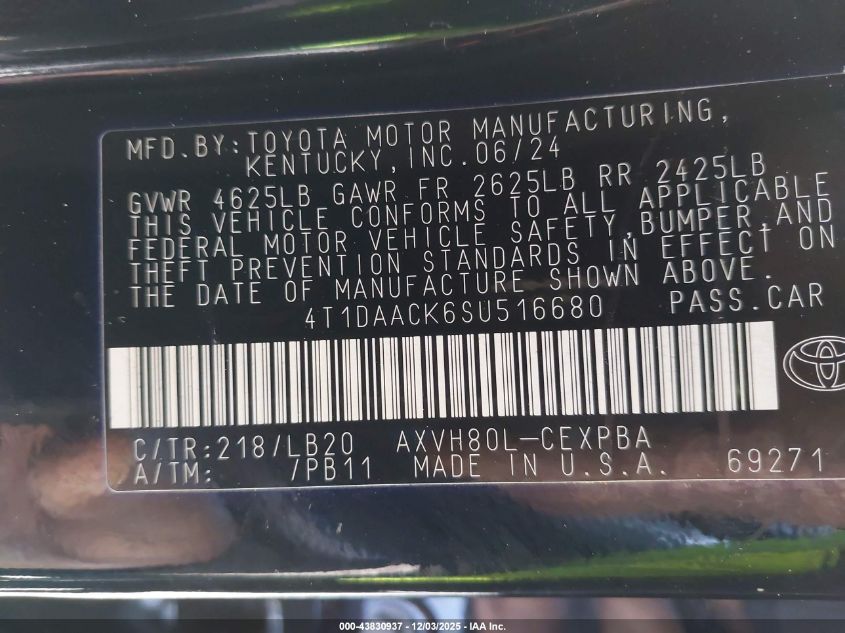 MFD.BY:TOYOTA MOTOR MANUFACTURING,
KENTUCKY,INC.06/24
GVWR 4625LB GAWR FR 2625LB RR 2425LB
THIS VEHICLE CONFORMS TO ALL APPLICABLE
FEDERAL MOTOR VEHICLE SAFETY,BUMPER,AND
THEFT PREVENTION STANDARDS IN EFFECT ON
THE DATE OF MANUFACTURE SHOWN ABOVE.
4T1DAACK6SU516680 PASS.CAR
C/TR:218/LB20 AXVH80L-CEXPBA
A/TM: /PB11 MADE IN U.S.A. 69271
000-43830937 - 12/03/2025 - IAA Inc.